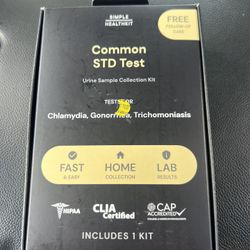 SIMPLE
HEALTHKIT
FREE
FOLLOW-UP
CARE
Common
STD Test
Urine Sample Collection Kit
TESTS FOR
Chlamydia, Gonorrhea, Trichomoniasis
FAST
& EASY
HOME
COLLECTION
LAB
RESULTS
HIPAA
CLIA
Certified
CAP
ACCREDITED
INCLUDES 1 KIT